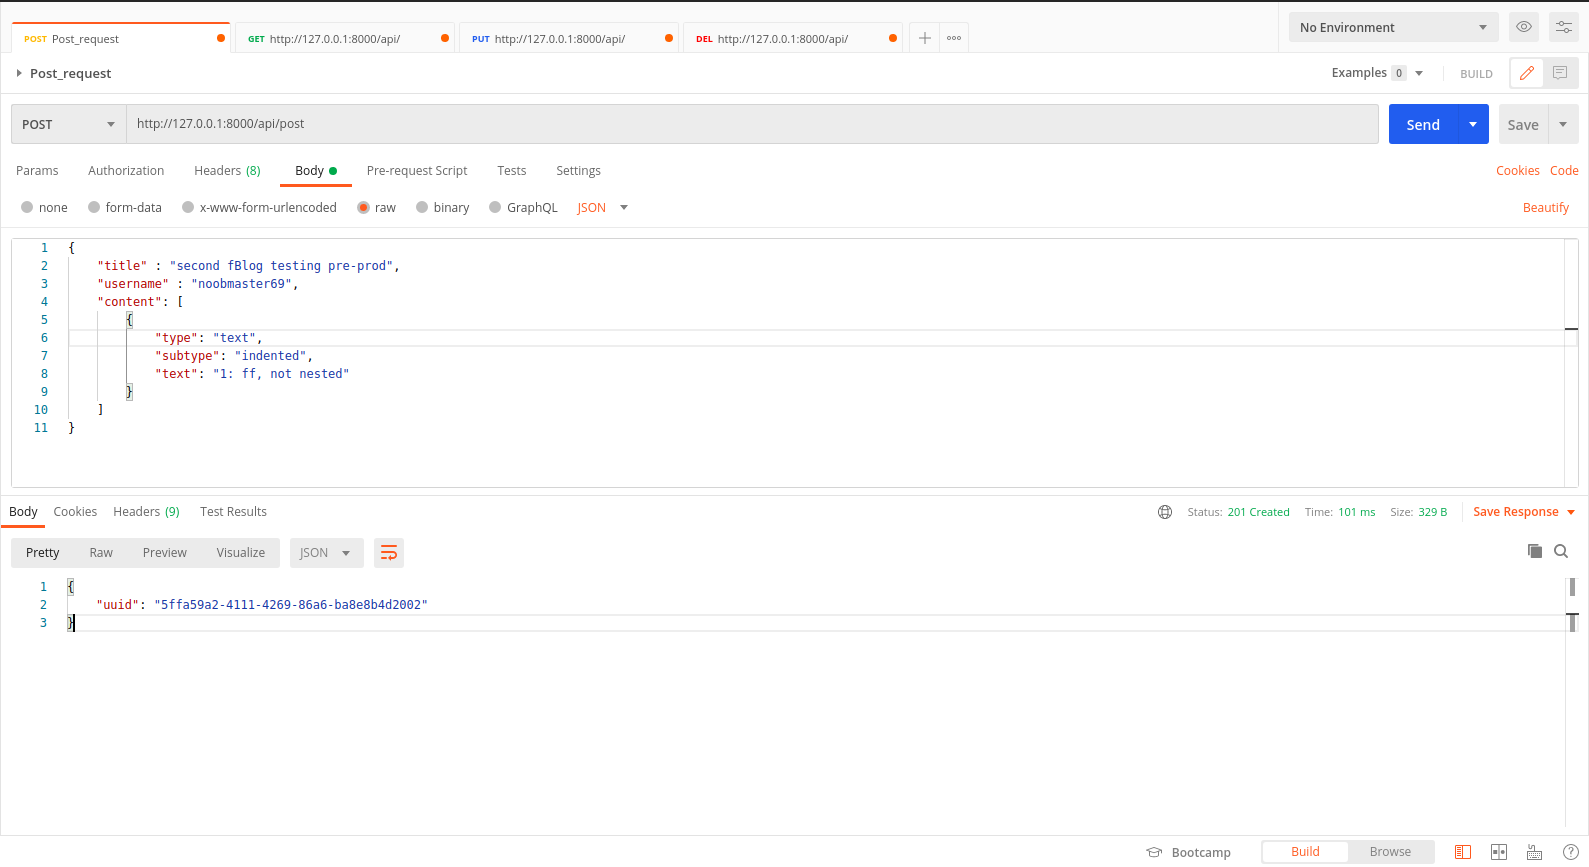 POST Post_request GET http://127.0.0.1:8000/api/ PUT http://127.0.0.1:8000/api/ DEL http://127.0.0.1:8000/api/ No Environment
Post_request Examples 0 BUILD
POST http://127.0.0.1:8000/api/post Send Save
Params Authorization Headers (8) Body Pre-request Script Tests Settings Cookies Code
none form-data x-www-form-urlencoded raw binary GraphQL JSON Beautify
1 {
2 "title" : "second fBlog testing pre-prod",
3 "username" : "noobmaster69",
4 "content": [
5 {
6 "type": "text",
7 "subtype": "indented",
8 "text": "1: ff, not nested"
9 }
10 ]
11 }
Body Cookies Headers (9) Test Results Status: 201 Created Time: 101 ms Size: 329 B Save Response
Pretty Raw Preview Visualize JSON
1 {
2 "uuid": "5ffa59a2-4111-4269-86a6-ba8e8b4d2002"
3 }
Bootcamp Build Browse ?